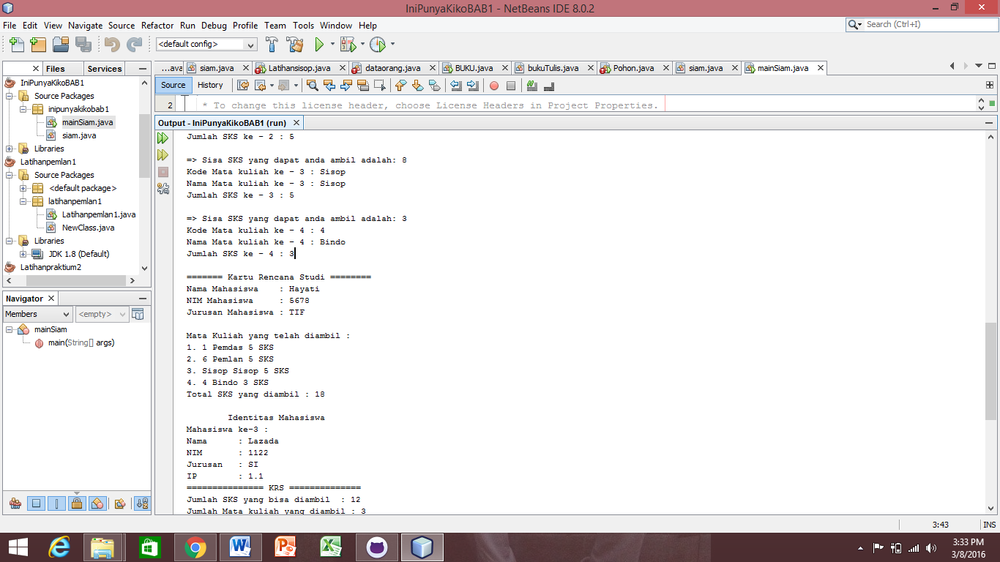 IniPunyaKikoBAB1 - NetBeans IDE 8.0.2
File Edit View Navigate Source Refactor Run Debug Profile Team Tools Window Help
Search (Ctrl+I)
<default config>
Files Services
IniPunyaKikoBAB1
Source Packages
inipunyakikobab1
mainSiam.java
siam.java
Libraries
Latihanpemlan1
Source Packages
<default package>
latihanpemlan1
Latihanpemlan1.java
NewClass.java
Libraries
JDK 1.8 (Default)
Latihanpraktium2
Navigator
Members <empty>
mainSiam
main(String[] args)
...ava siam.java Latihansisop.java dataorang.java BUKU.java bukuTulis.java Pohon.java siam.java mainSiam.java
Source History
2 * To change this license header, choose License Headers in Project Properties.
Output - IniPunyaKikoBAB1 (run)
Jumlah SKS ke - 2 : 5
=> Sisa SKS yang dapat anda ambil adalah: 8
Kode Mata kuliah ke - 3 : Sisop
Nama Mata kuliah ke - 3 : Sisop
Jumlah SKS ke - 3 : 5
=> Sisa SKS yang dapat anda ambil adalah: 3
Kode Mata kuliah ke - 4 : 4
Nama Mata kuliah ke - 4 : Bindo
Jumlah SKS ke - 4 : 3
======= Kartu Rencana Studi ========
Nama Mahasiswa    : Hayati
NIM Mahasiswa     : 5678
Jurusan Mahasiswa : TIF
Mata Kuliah yang telah diambil :
1. 1 Pemdas 5 SKS
2. 6 Pemlan 5 SKS
3. Sisop Sisop 5 SKS
4. 4 Bindo 3 SKS
Total SKS yang diambil : 18
Identitas Mahasiswa
Mahasiswa ke-3 :
Nama      : Lazada
NIM       : 1122
Jurusan   : SI
IP        : 1.1
=============== KRS ==============
Jumlah SKS yang bisa diambil  : 12
Jumlah Mata kuliah yang diambil : 3
3:43 INS
3:33 PM
3/8/2016